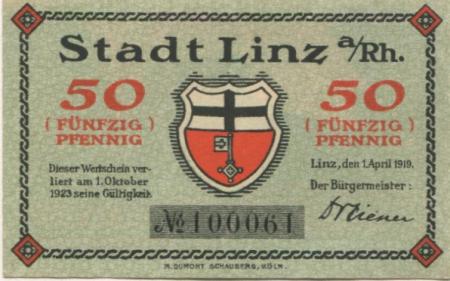 Stadt Linz a/Rh.
50
(FÜNFZIG)
PFENNIG
50
(FÜNFZIG)
PFENNIG
Dieser Wertschein ver-
liert am 1. Oktober
1923 seine Gültigkeit.
Linz, den 1. April 1919.
Der Bürgermeister:
№ 100061
M. DUMONT SCHAUBERG, KÖLN.